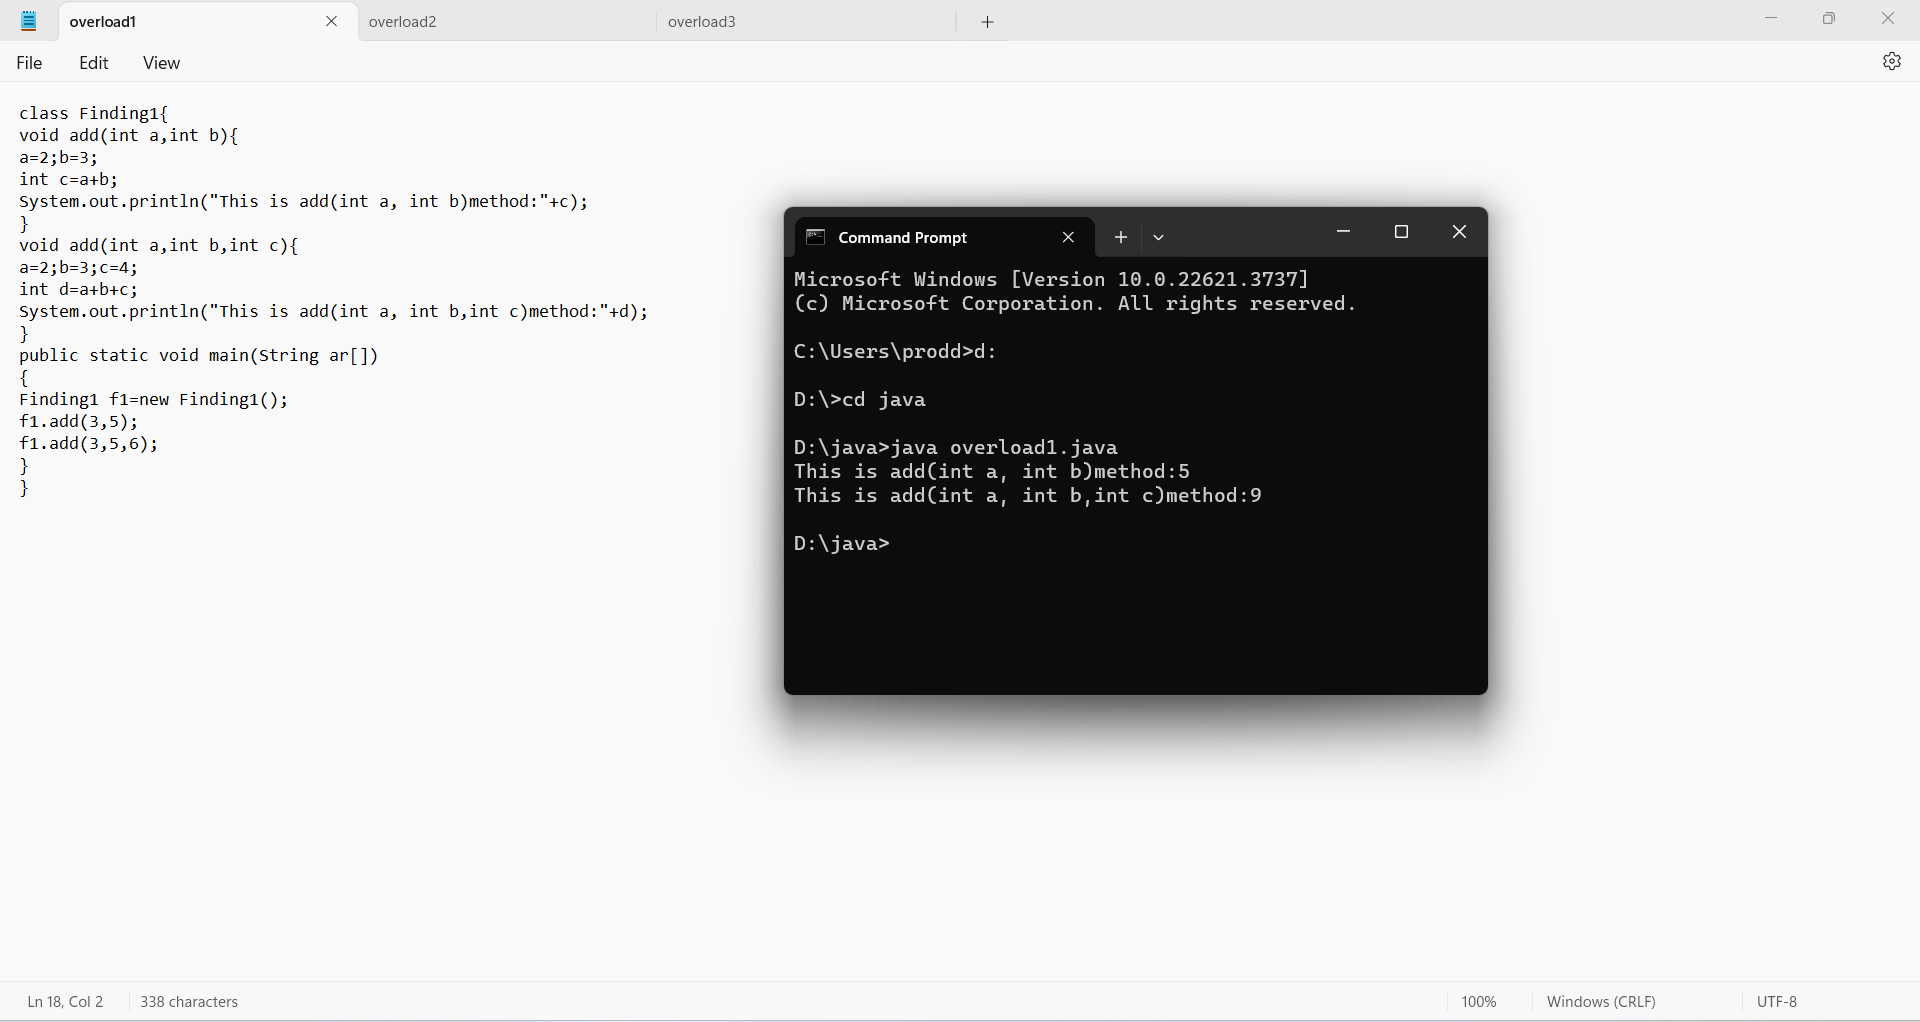 overload1
overload2
overload3
File Edit View
class Finding1{
void add(int a,int b){
a=2;b=3;
int c=a+b;
System.out.println("This is add(int a, int b)method:"+c);
}
void add(int a,int b,int c){
a=2;b=3;c=4;
int d=a+b+c;
System.out.println("This is add(int a, int b,int c)method:"+d);
}
public static void main(String ar[])
{
Finding1 f1=new Finding1();
f1.add(3,5);
f1.add(3,5,6);
}
}
Command Prompt
Microsoft Windows [Version 10.0.22621.3737]
(c) Microsoft Corporation. All rights reserved.
C:\Users\prodd>d:
D:\>cd java
D:\java>java overload1.java
This is add(int a, int b)method:5
This is add(int a, int b,int c)method:9
D:\java>
Ln 18, Col 2
338 characters
100%
Windows (CRLF)
UTF-8